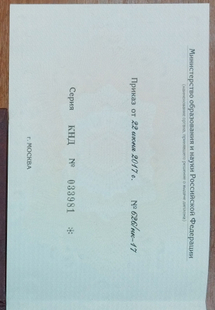 Министерство образования и науки Российской Федерации
Приказ от 22 июня 2017 г. № 626/нк-17
Серия КНД № 033981
г. МОСКВА